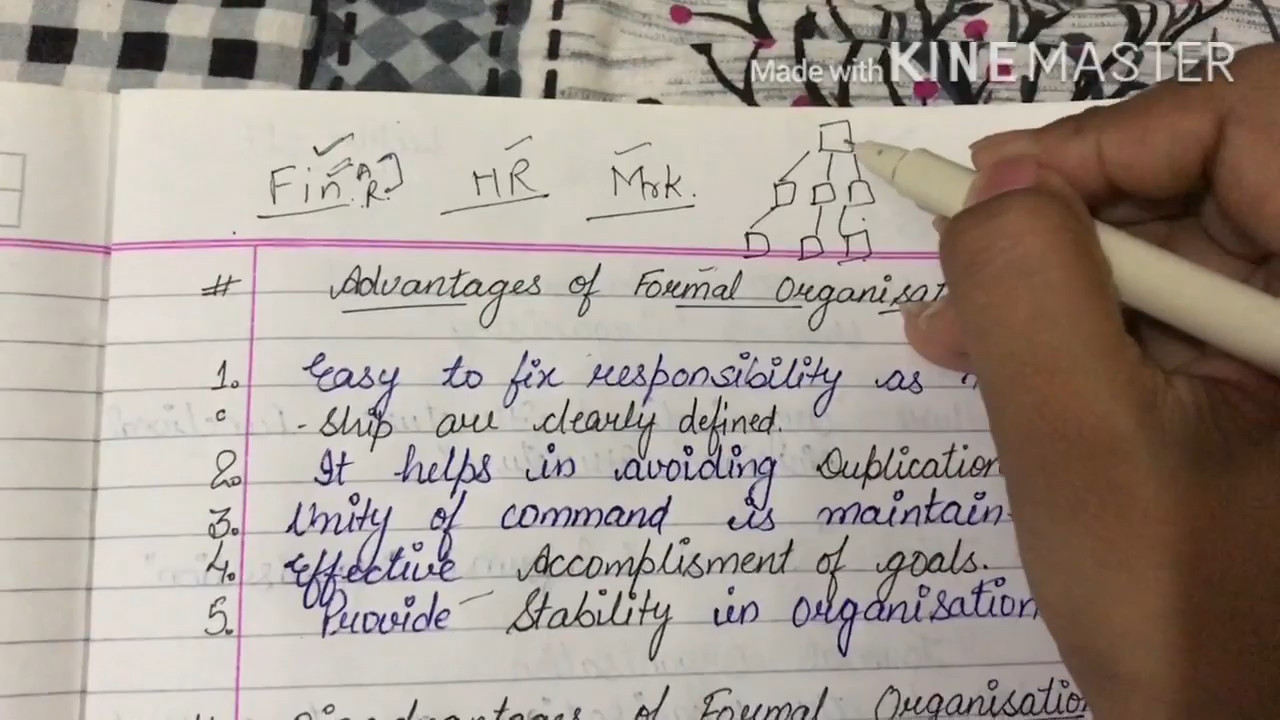 Made with KINEMASTER
Fin. R. HR Mrk.
# Advantages of Formal Organisat
1. Easy to fix responsibility as
- ship are clearly defined.
2. It helps in avoiding Duplication
3. Unity of command is maintain-
4. Effective Accomplisment of goals.
5. Provide Stability in organisation
of Formal Organisatio